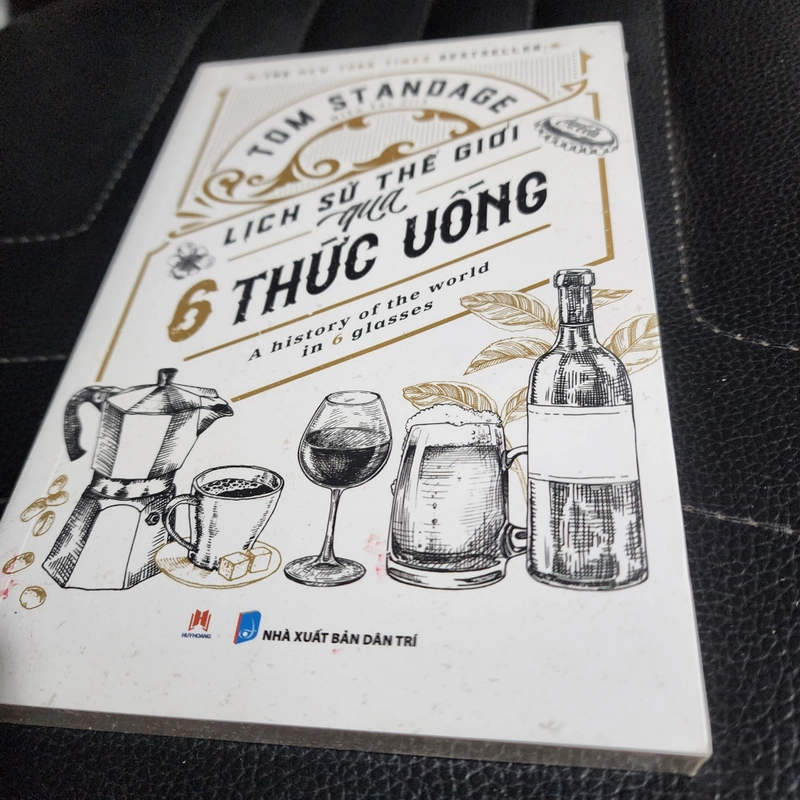 THE NEW YORK TIMES BESTSELLER
TOM STANDAGE
LỊCH SỬ THẾ GIỚI
qua
6 THỨC UỐNG
A history of the world
in 6 glasses
HUYHOANG
NHÀ XUẤT BẢN DÂN TRÍ